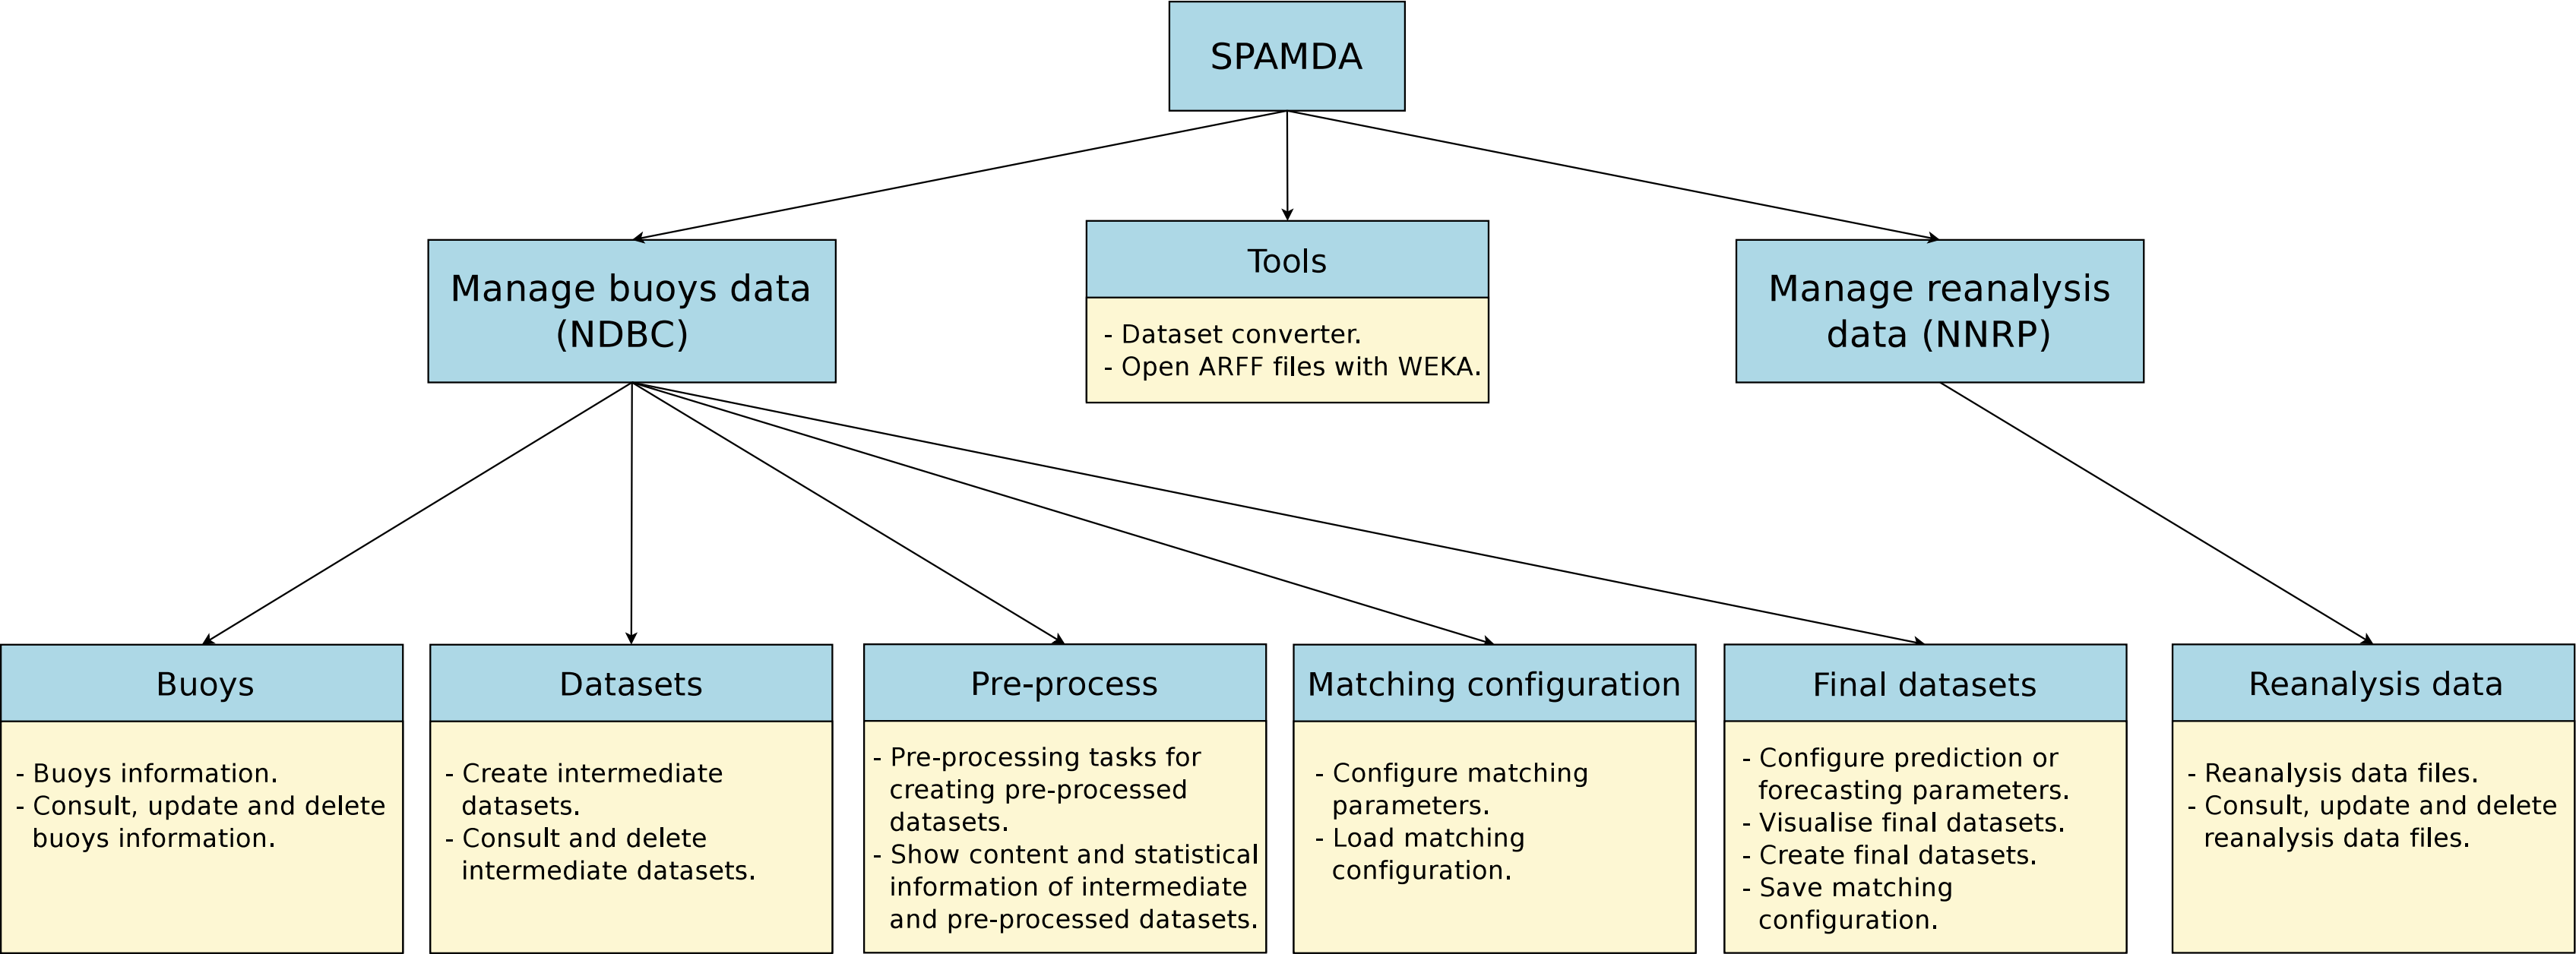 SPAMDA
Manage buoys data
(NDBC)
Tools
- Dataset converter.
- Open ARFF files with WEKA.
Manage reanalysis
data (NNRP)
Buoys
- Buoys information.
- Consult, update and delete
buoys information.
Datasets
- Create intermediate
datasets.
- Consult and delete
intermediate datasets.
Pre-process
- Pre-processing tasks for
creating pre-processed
datasets.
- Show content and statistical
information of intermediate
and pre-processed datasets.
Matching configuration
- Configure matching
parameters.
- Load matching
configuration.
Final datasets
- Configure prediction or
forecasting parameters.
- Visualise final datasets.
- Create final datasets.
- Save matching
configuration.
Reanalysis data
- Reanalysis data files.
- Consult, update and delete
reanalysis data files.